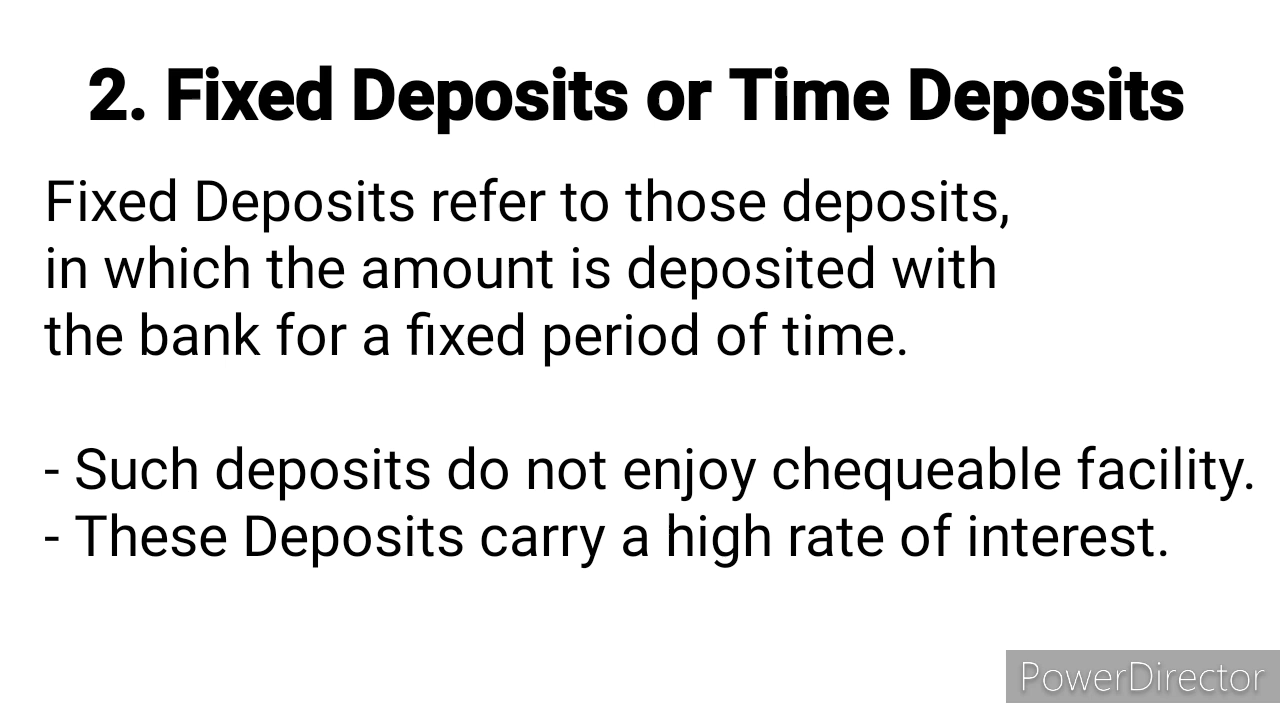 2. Fixed Deposits or Time Deposits
Fixed Deposits refer to those deposits,
in which the amount is deposited with
the bank for a fixed period of time.
- Such deposits do not enjoy chequeable facility.
- These Deposits carry a high rate of interest.
PowerDirector